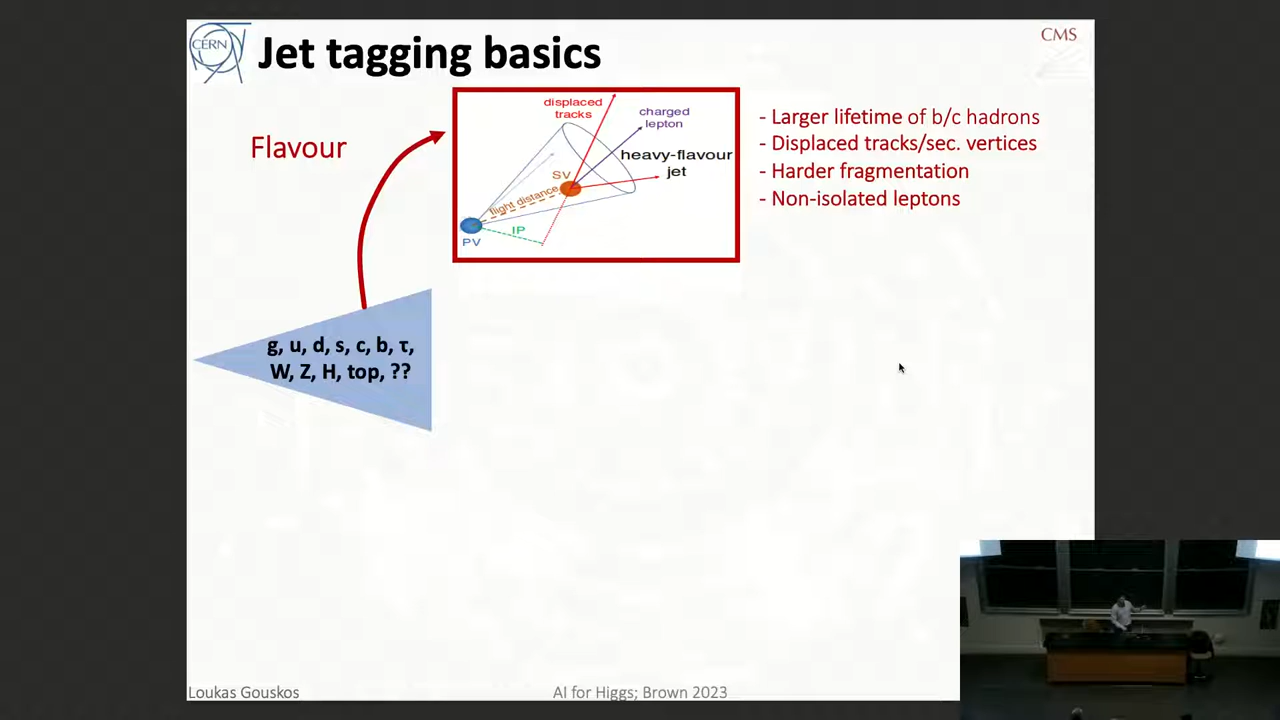 CERN
Jet tagging basics
CMS
Flavour
displaced
tracks
charged
lepton
heavy-flavour
jet
SV
flight distance
IP
PV
- Larger lifetime of b/c hadrons
- Displaced tracks/sec. vertices
- Harder fragmentation
- Non-isolated leptons
g, u, d, s, c, b, τ,
W, Z, H, top, ??
Loukas Gouskos
AI for Higgs; Brown 2023